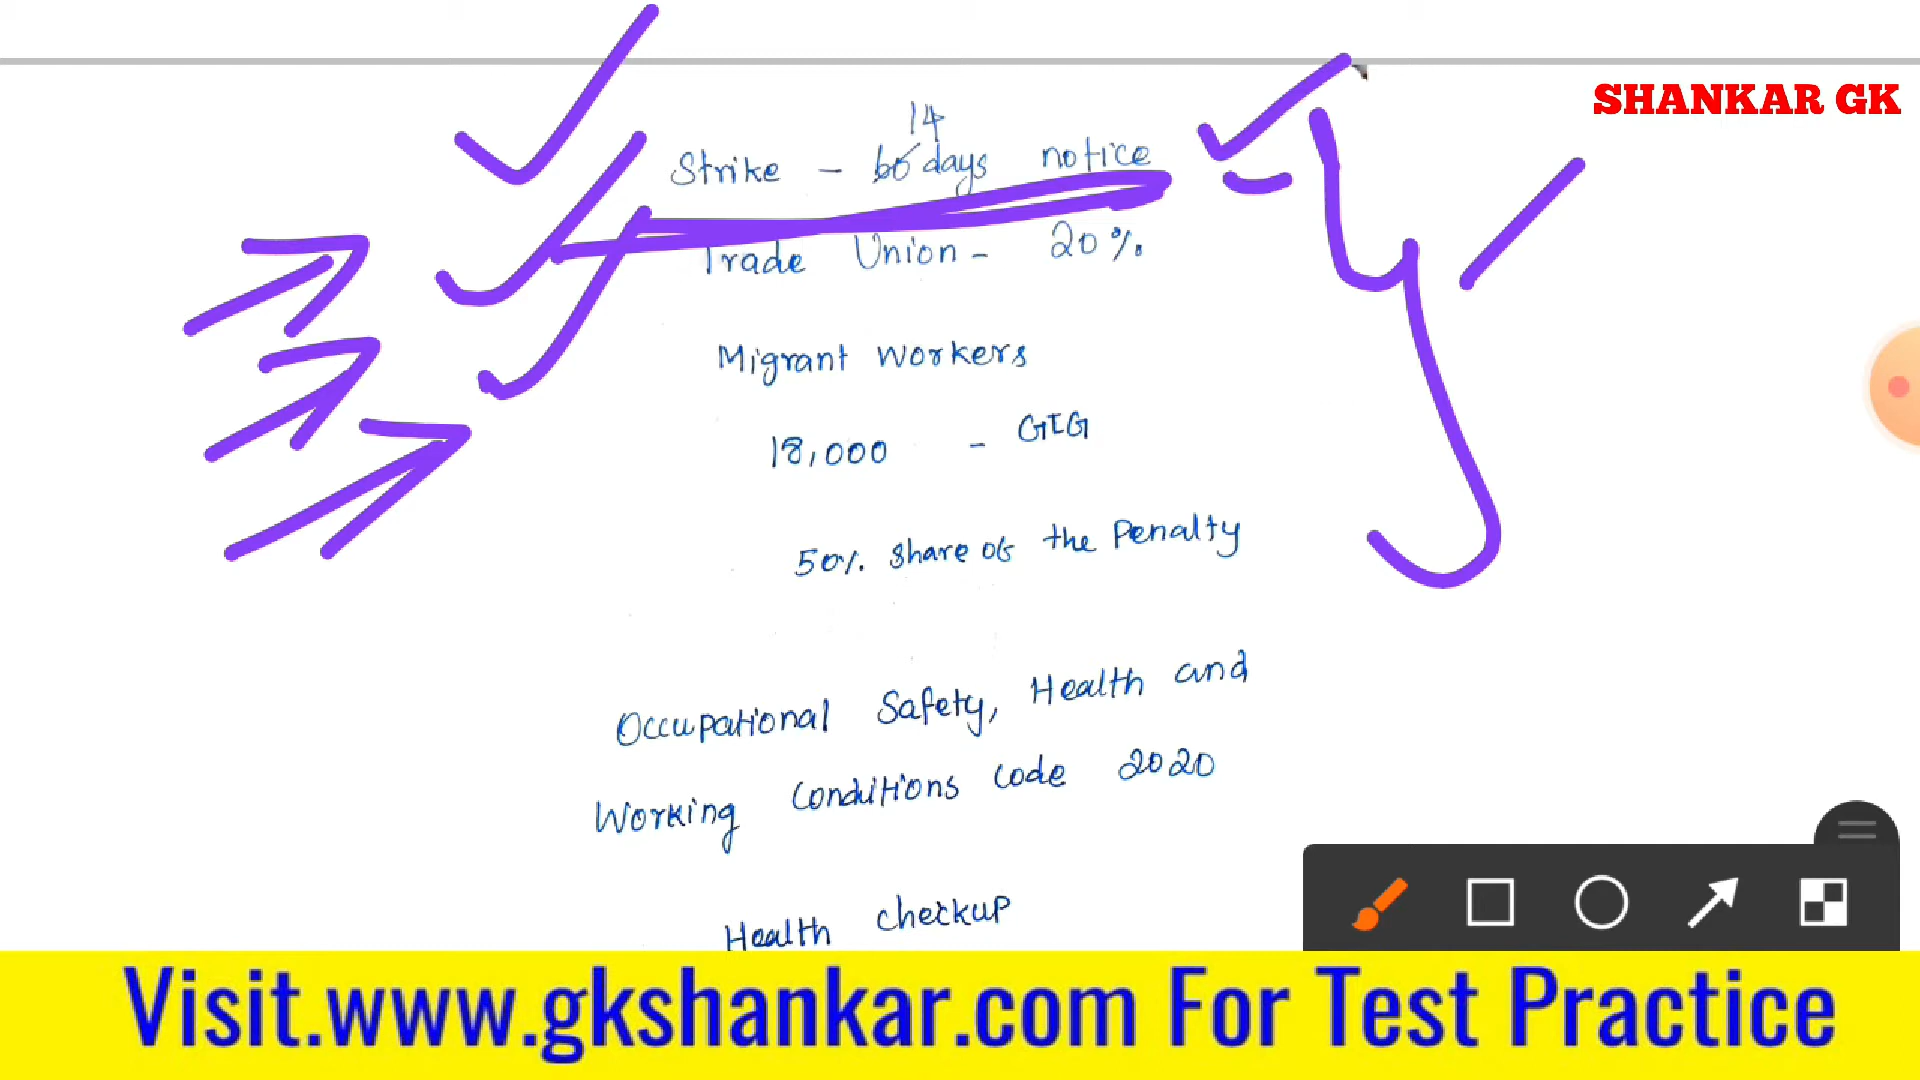 SHANKAR GK
14
Strike - 60 days notice
Trade Union - 20%.
Migrant workers
18,000 - GIG
50%. share of the Penalty
Occupational Safety, Health and
Working Conditions Code 2020
Health checkup
Visit.www.gkshankar.com For Test Practice